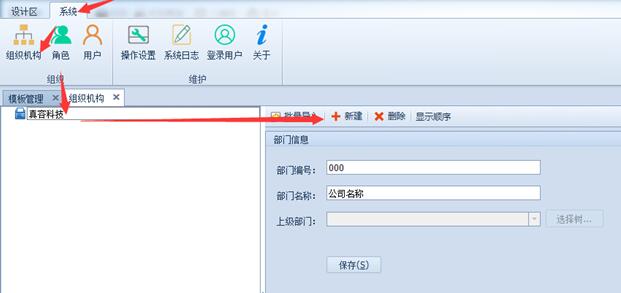 设计区 系统
组织机构 角色 用户 操作设置 系统日志 登录用户 关于
组织 维护
模板管理 × 组织机构 ×
真容科技
批量导入 新建 删除 显示顺序
部门信息
部门编号： 000
部门名称： 公司名称
上级部门： 选择树...
保存(S)